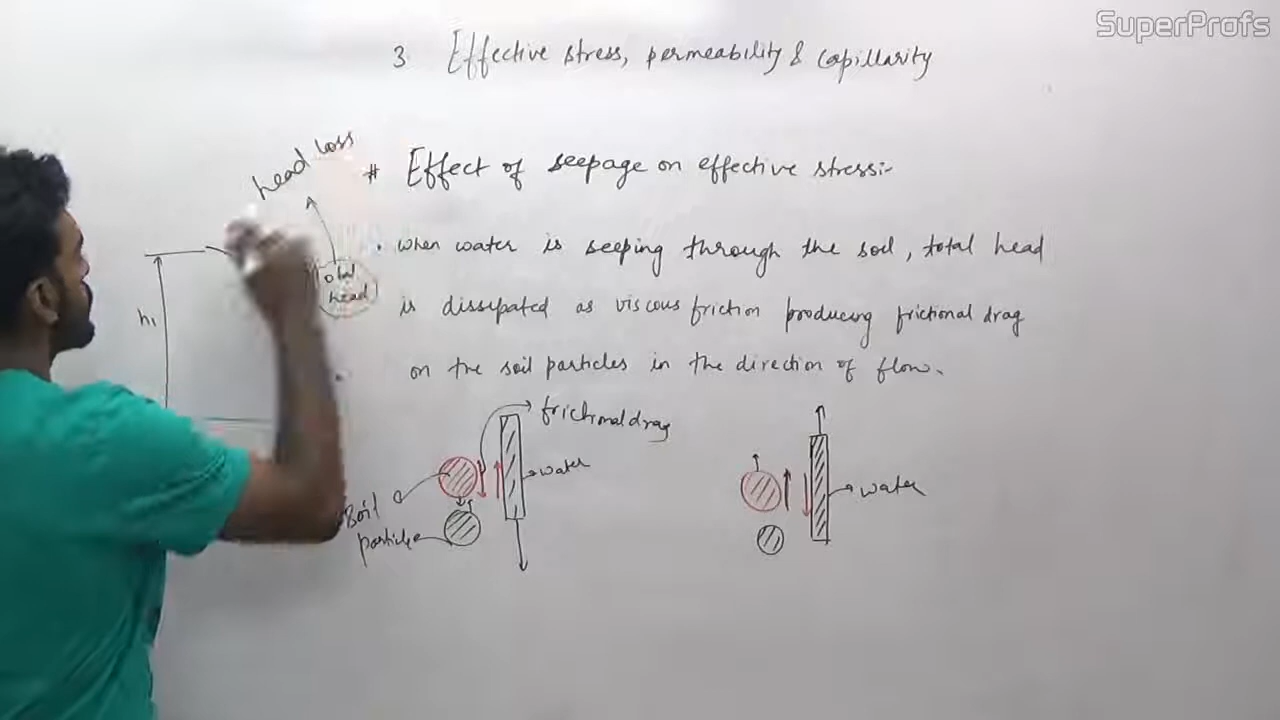 SuperProfs
3. Effective stress, permeability & capillarity
head loss
# Effect of seepage on effective stress:-
• when water is seeping through the soil, total head
is dissipated as viscous friction producing frictional drag
on the soil particles in the direction of flow.
Total
head
h₁
frictional drag
water
soil
particle
water